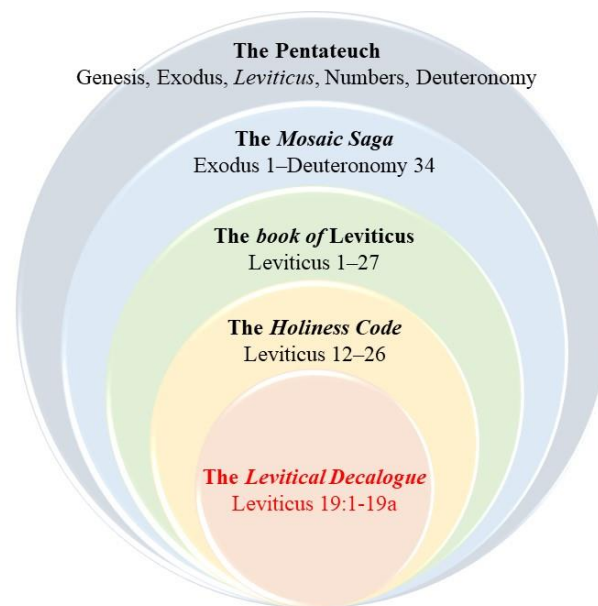 The Pentateuch
Genesis, Exodus, Leviticus, Numbers, Deuteronomy
The Mosaic Saga
Exodus 1–Deuteronomy 34
The book of Leviticus
Leviticus 1–27
The Holiness Code
Leviticus 12–26
The Levitical Decalogue
Leviticus 19:1-19a